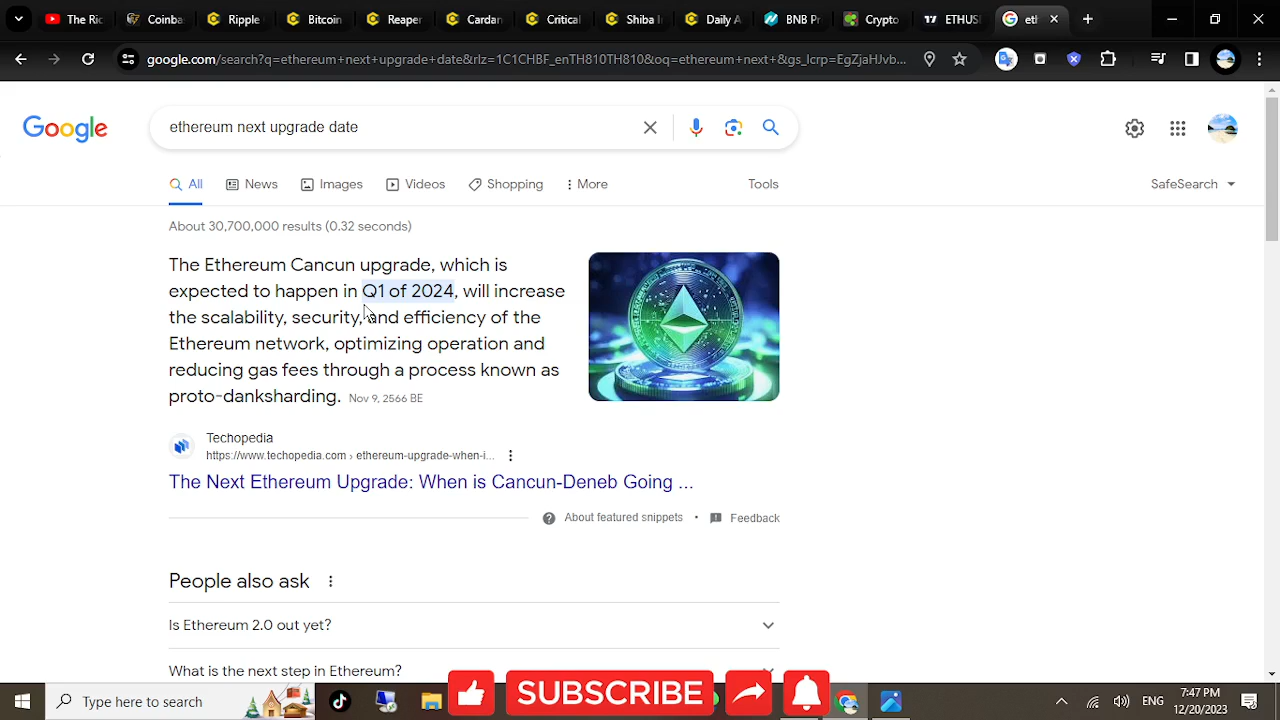 The Ric
Coinba
Ripple
Bitcoin
Reaper
Cardan
Critical
Shiba I
Daily A
BNB Pr
Crypto
ETHUS
eth
google.com/search?q=ethereum+next+upgrade+date&rlz=1C1CHBF_enTH810TH810&oq=ethereum+next+&gs_lcrp=EgZjaHJvb...
Google
ethereum next upgrade date
All
News
Images
Videos
Shopping
More
Tools
SafeSearch
About 30,700,000 results (0.32 seconds)
The Ethereum Cancun upgrade, which is
expected to happen in Q1 of 2024, will increase
the scalability, security, and efficiency of the
Ethereum network, optimizing operation and
reducing gas fees through a process known as
proto-danksharding. Nov 9, 2566 BE
Techopedia
https://www.techopedia.com › ethereum-upgrade-when-i...
The Next Ethereum Upgrade: When is Cancun-Deneb Going ...
About featured snippets • Feedback
People also ask
Is Ethereum 2.0 out yet?
What is the next step in Ethereum?
SUBSCRIBE
Type here to search
ENG
7:47 PM
12/20/2023